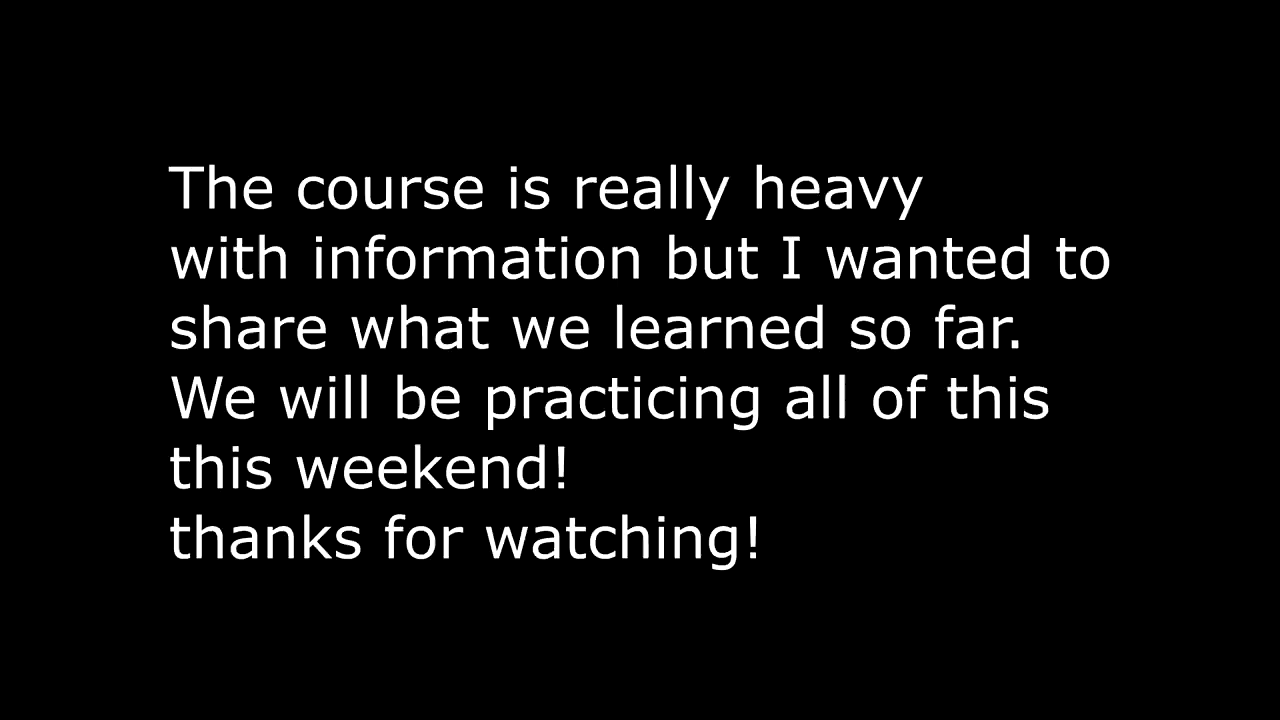 The course is really heavy
with information but I wanted to
share what we learned so far.
We will be practicing all of this
this weekend!
thanks for watching!